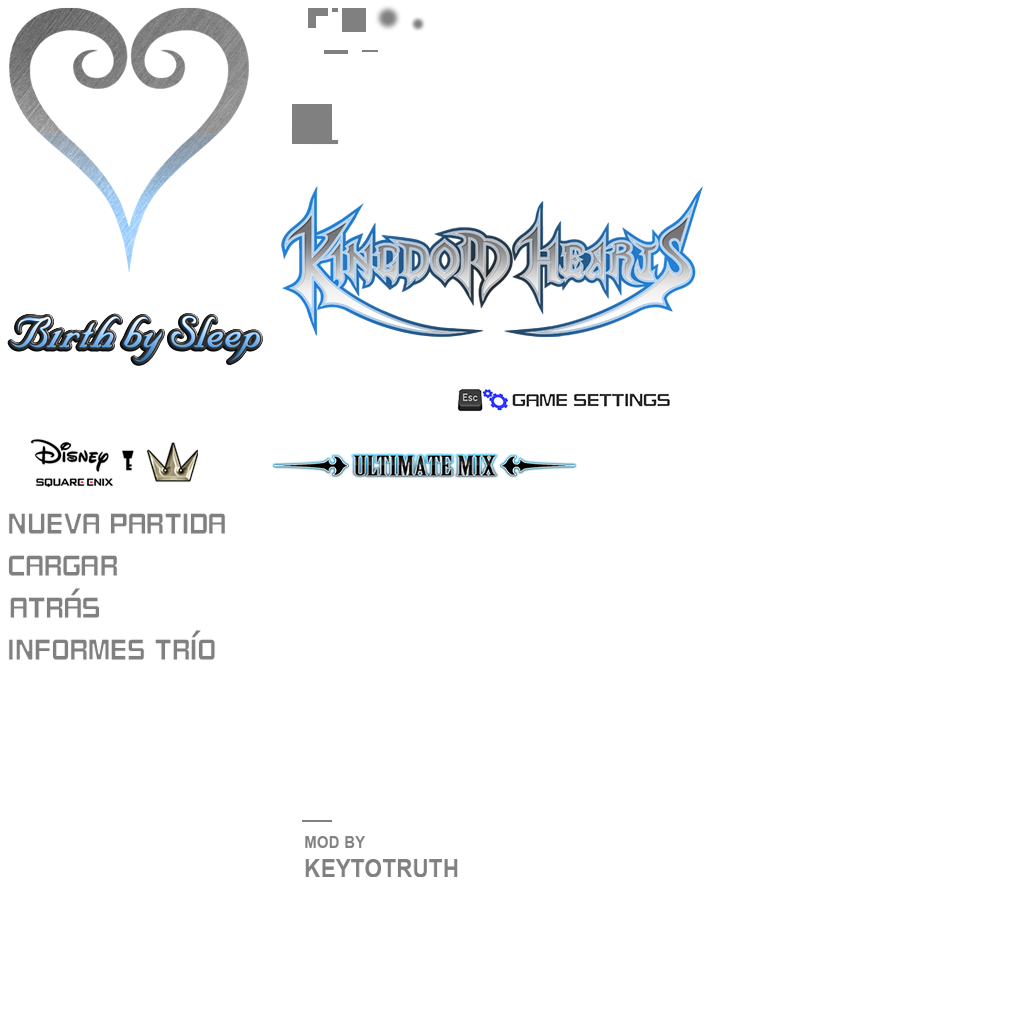 KINGDOM HEARTS
Birth by Sleep
Esc GAME SETTINGS
Disney
SQUARE ENIX
ULTIMATE MIX
NUEVA PARTIDA
CARGAR
ATRÁS
INFORMES TRÍO
MOD BY
KEYTOTRUTH